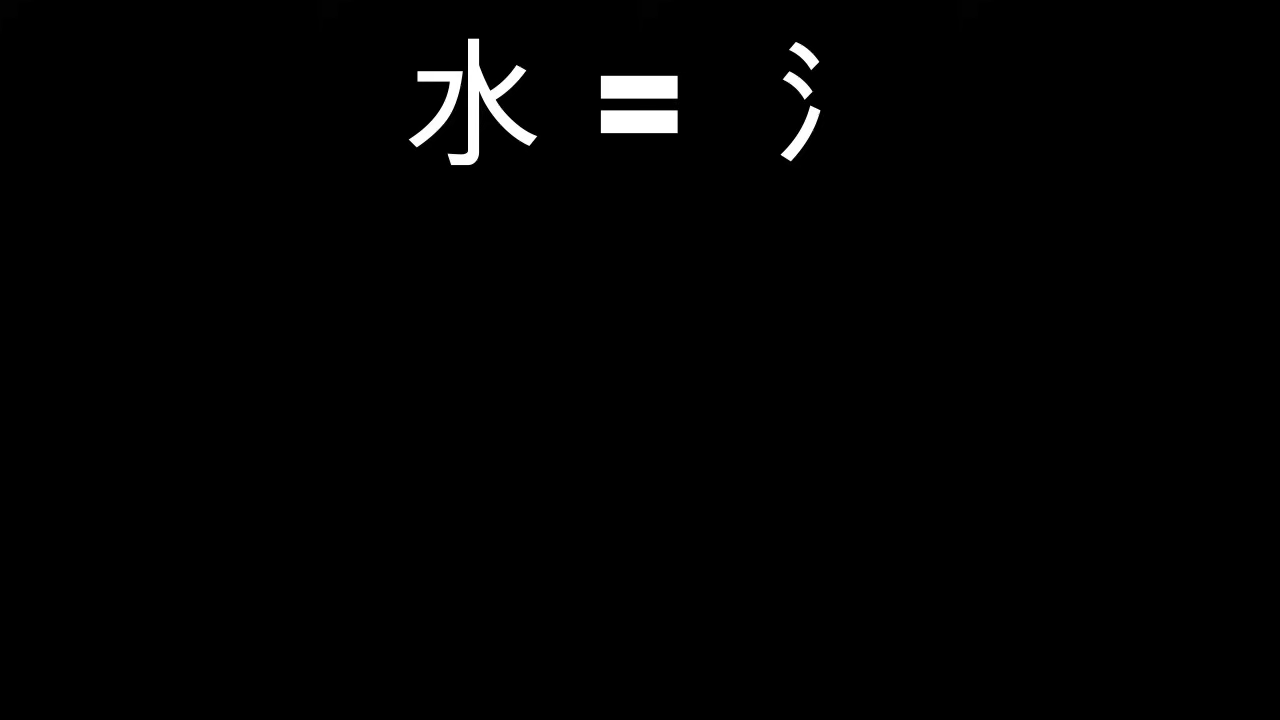 水 = 氵